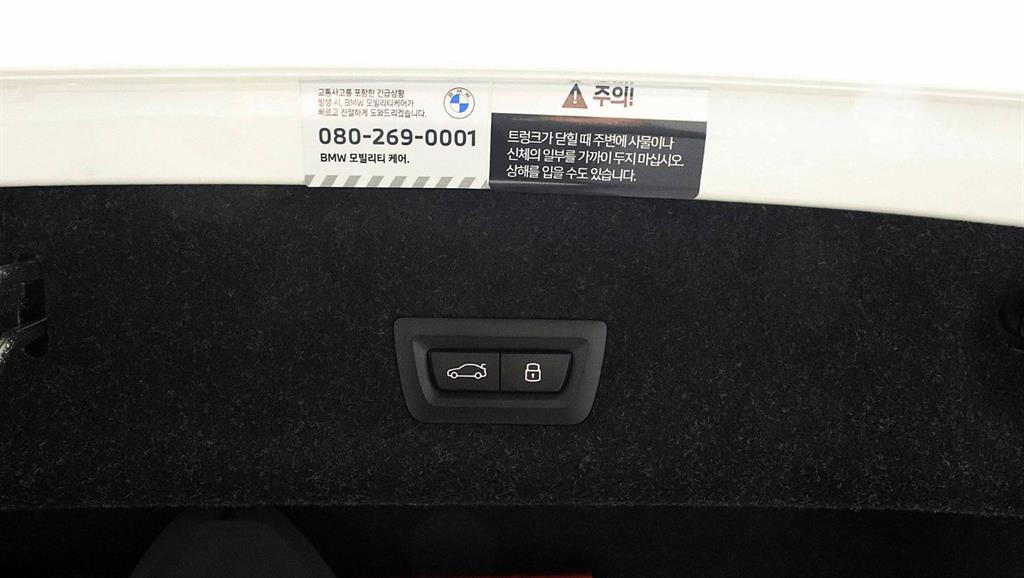 교통사고를 포함한 긴급상황
발생 시, BMW 모빌리티케어가
빠르고 친절하게 도와드리겠습니다.
BMW
080-269-0001
BMW 모빌리티 케어.
주의!
트렁크가 닫힐 때 주변에 사물이나
신체의 일부를 가까이 두지 마십시오.
상해를 입을 수도 있습니다.